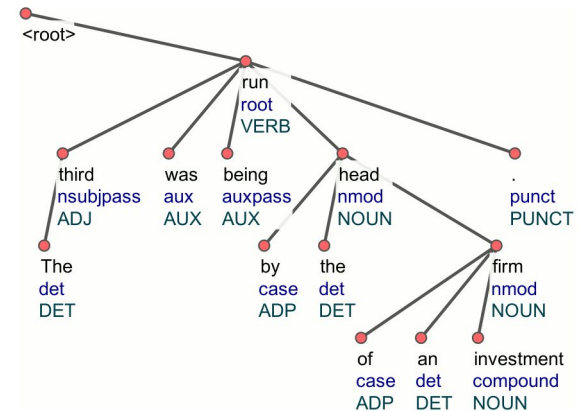 <root>
run
root
VERB
third was being head .
nsubjpass aux auxpass nmod punct
ADJ AUX AUX NOUN PUNCT
The by the firm
det case det nmod
DET ADP DET NOUN
of an investment
case det compound
ADP DET NOUN